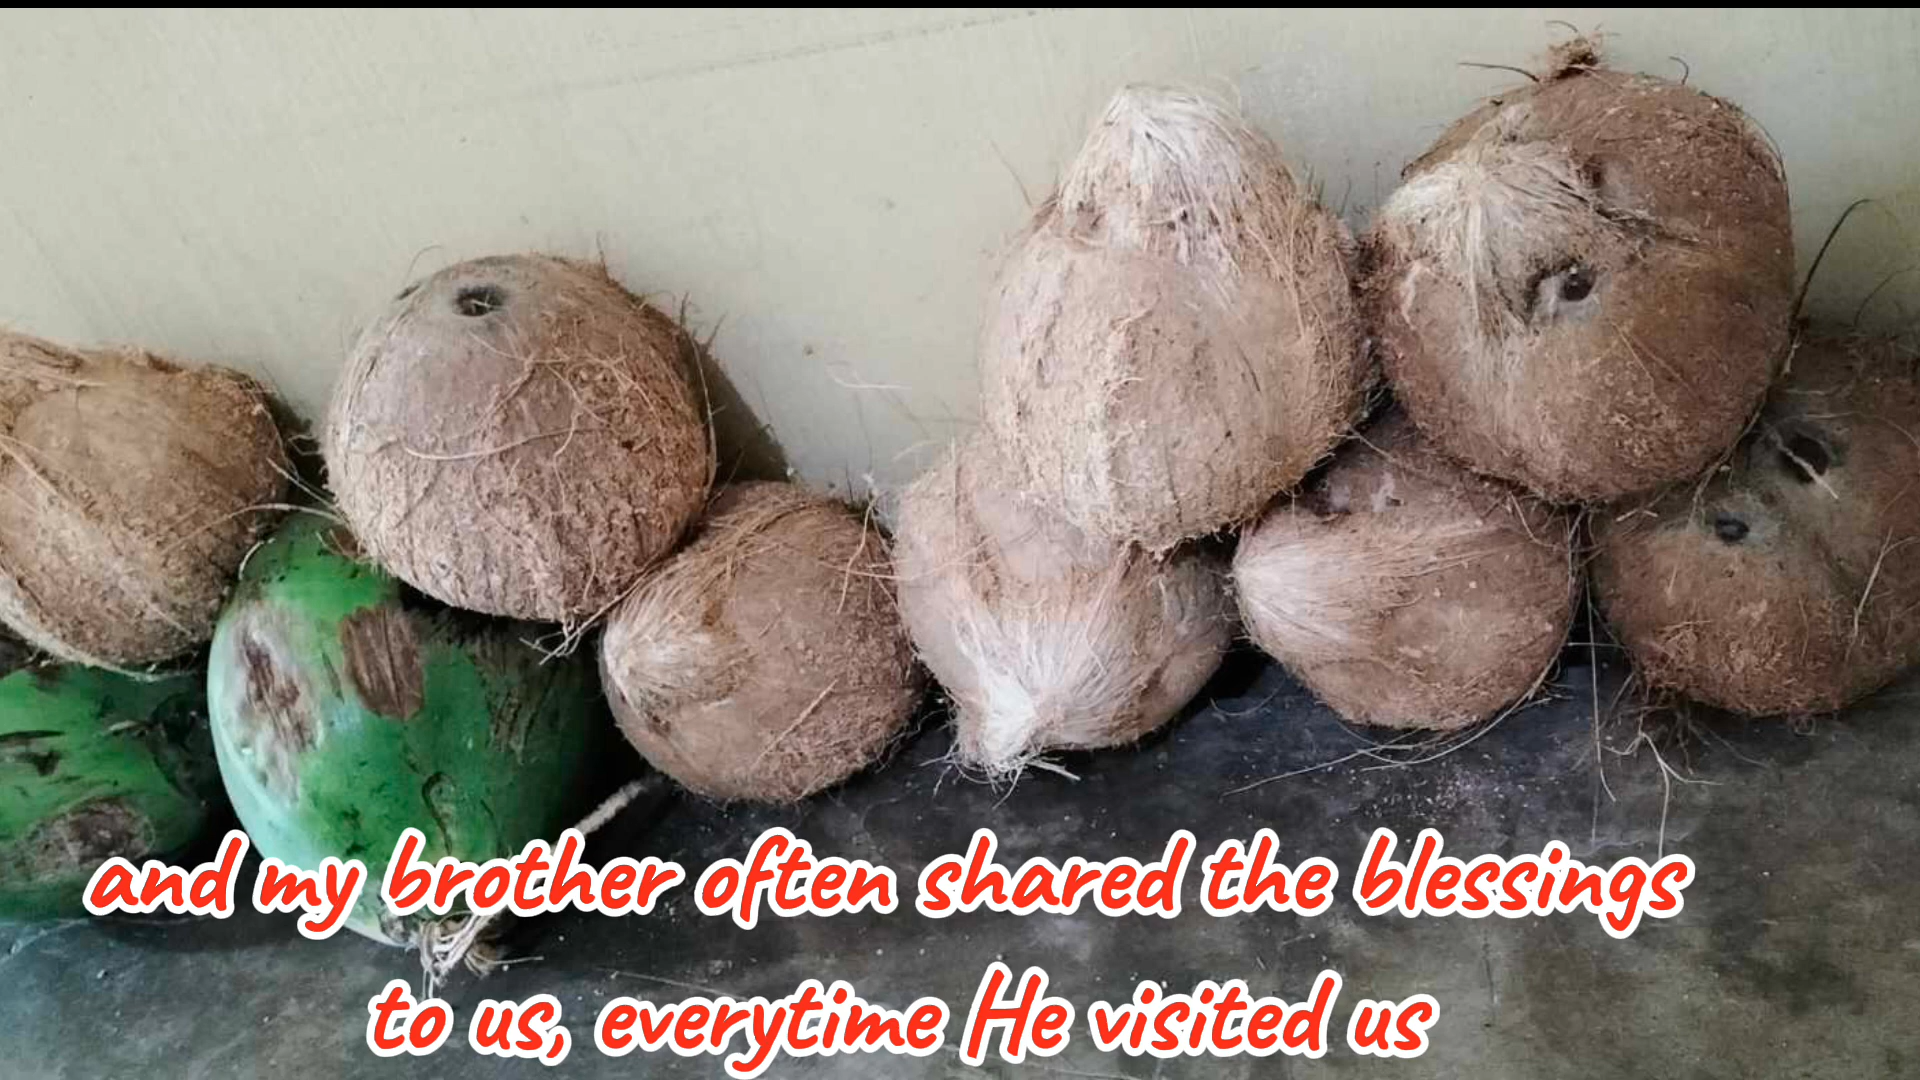 and my brother often shared the blessings
to us, everytime He visited us